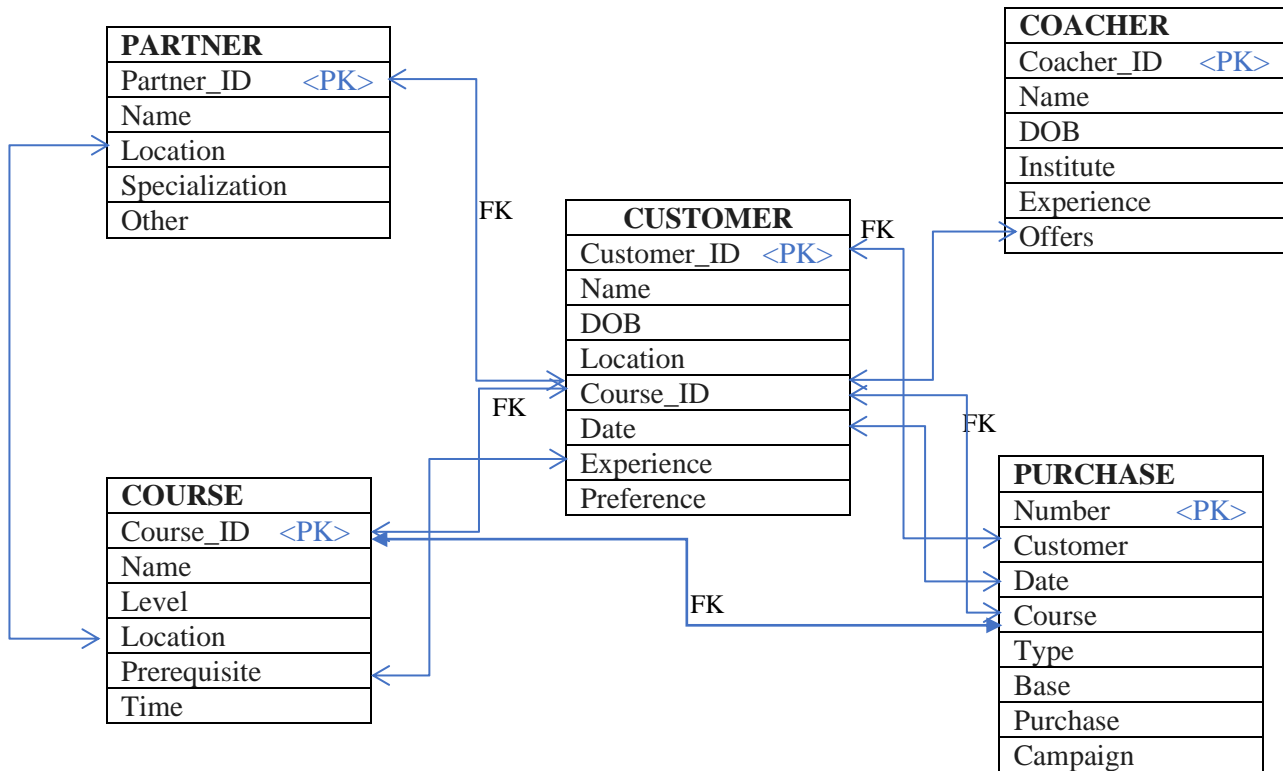 PARTNER
Partner_ID <PK>
Name
Location
Specialization
Other
COACHER
Coacher_ID <PK>
Name
DOB
Institute
Experience
Offers
FK
FK
CUSTOMER
Customer_ID <PK>
Name
DOB
Location
Course_ID
Date
Experience
Preference
FK
FK
COURSE
Course_ID <PK>
Name
Level
Location
Prerequisite
Time
FK
PURCHASE
Number <PK>
Customer
Date
Course
Type
Base
Purchase
Campaign